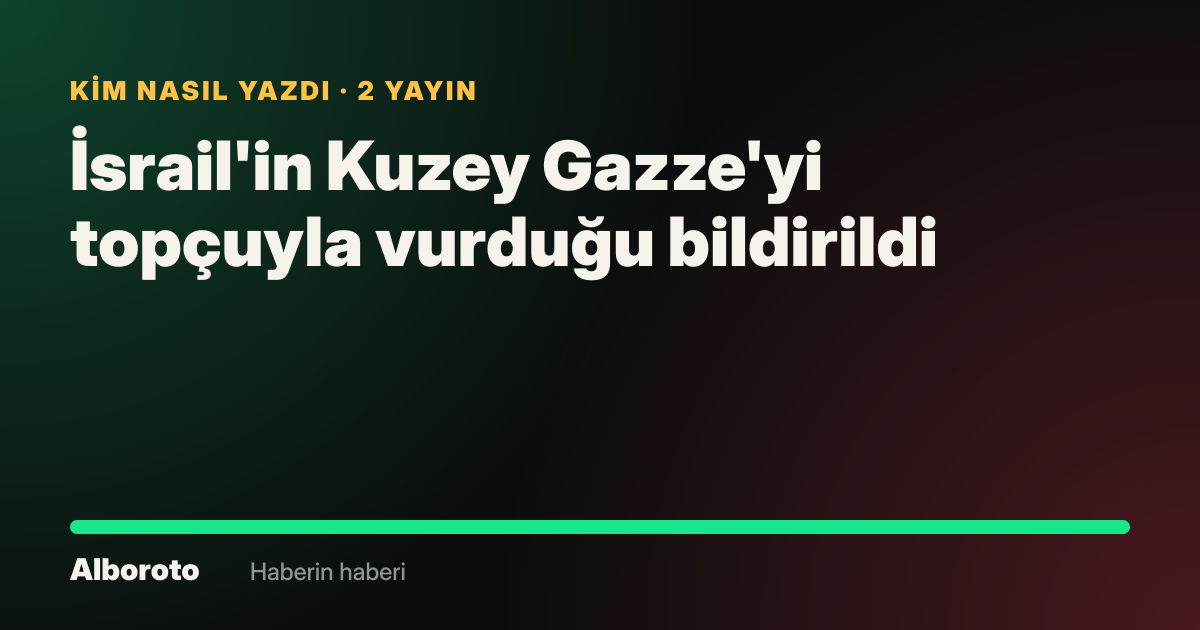 KİM NASIL YAZDI · 2 YAYIN
İsrail'in Kuzey Gazze'yi
topçuyla vurduğu bildirildi
Alboroto Haberin haberi